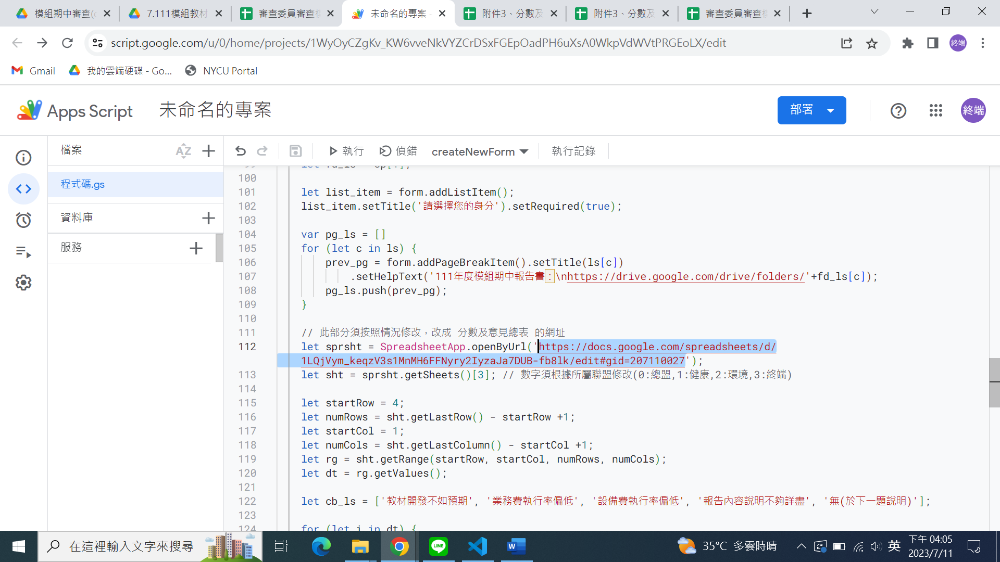 模組期中審查(c
7.111模組教材
審查委員審查模
未命名的專案 -
附件3、分數及
附件3、分數及
審查委員審查模
script.google.com/u/0/home/projects/1WyOyCZgKv_KW6vveNkVYZCrDSxFGEpOadPH6uXsA0WkpVdWVtPRGEoLX/edit
終端
Gmail
我的雲端硬碟 - Go...
NYCU Portal
Apps Script
未命名的專案
部署
終端
檔案
AZ
執行
偵錯
createNewForm
執行記錄
程式碼.gs
資料庫
服務
100
101 let list_item = form.addListItem();
102 list_item.setTitle('請選擇您的身分').setRequired(true);
103
104 var pg_ls = []
105 for (let c in ls) {
106 prev_pg = form.addPageBreakItem().setTitle(ls[c])
107 .setHelpText('111年度模組期中報告書：\nhttps://drive.google.com/drive/folders/'+fd_ls[c]);
108 pg_ls.push(prev_pg);
109 }
110
111 // 此部分須按照情況修改，改成 分數及意見總表 的網址
112 let sprsht = SpreadsheetApp.openByUrl('https://docs.google.com/spreadsheets/d/
1LQjVym_keqzV3s1MnMH6FFNyry2IyzaJa7DUB-fb8lk/edit#gid=207110027');
113 let sht = sprsht.getSheets()[3]; // 數字須根據所屬聯盟修改(0:總盟,1:健康,2:環境,3:終端)
114
115 let startRow = 4;
116 let numRows = sht.getLastRow() - startRow +1;
117 let startCol = 1;
118 let numCols = sht.getLastColumn() - startCol +1;
119 let rg = sht.getRange(startRow, startCol, numRows, numCols);
120 let dt = rg.getValues();
121
122 let cb_ls = ['教材開發不如預期', '業務費執行率偏低', '設備費執行率偏低', '報告內容說明不夠詳盡', '無(於下一題說明)'];
123
124 for (let i in dt) {
在這裡輸入文字來搜尋
LINE
W
35°C 多雲時晴
英
下午 04:05
2023/7/11